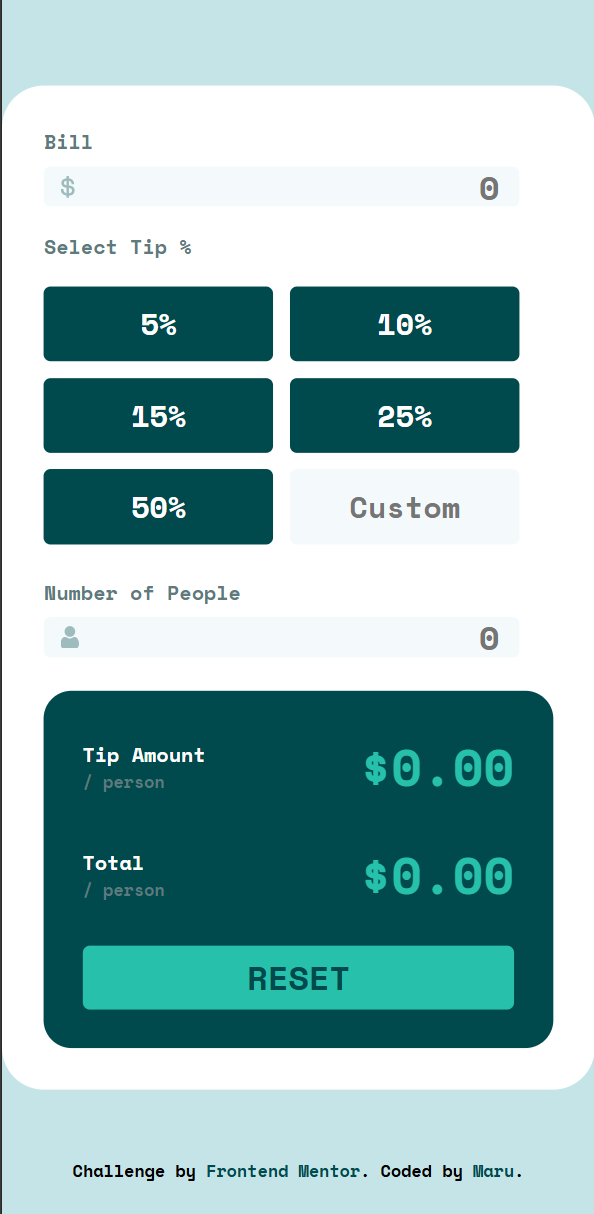 Bill
$ 0
Select Tip %
5% 10%
15% 25%
50% Custom
Number of People
0
Tip Amount
/ person
$0.00
Total
/ person
$0.00
RESET
Challenge by Frontend Mentor. Coded by Maru.